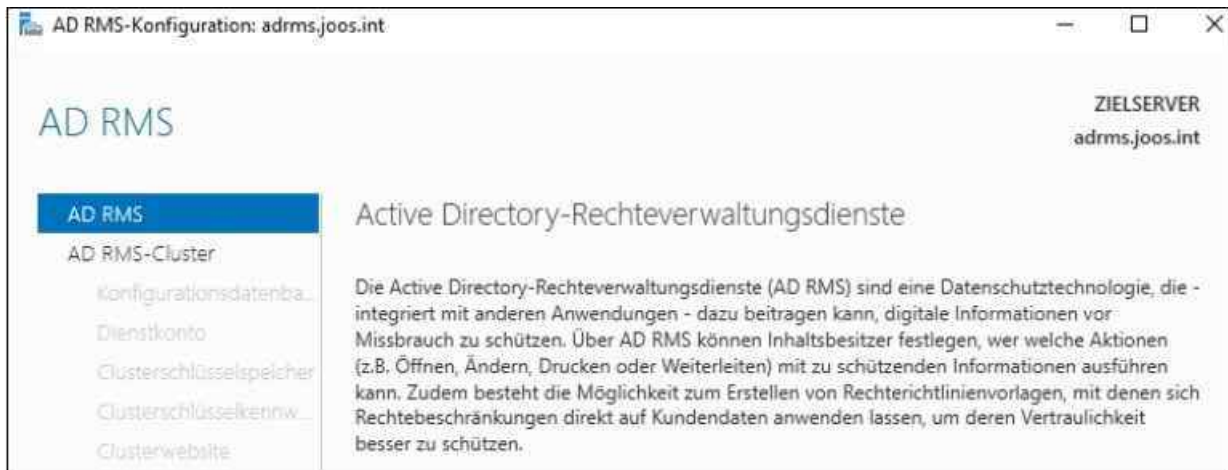 AD RMS-Konfiguration: adrms.joos.int
AD RMS
ZIELSERVER
adrms.joos.int
AD RMS
AD RMS-Cluster
Konfigurationsdatenba...
Dienstkonto
Clusterschlüsselspeicher
Clusterschlüsselkennw...
Clusterwebsite
Active Directory-Rechteverwaltungsdienste
Die Active Directory-Rechteverwaltungsdienste (AD RMS) sind eine Datenschutztechnologie, die -
integriert mit anderen Anwendungen - dazu beitragen kann, digitale Informationen vor
Missbrauch zu schützen. Über AD RMS können Inhaltsbesitzer festlegen, wer welche Aktionen
(z.B. Öffnen, Ändern, Drucken oder Weiterleiten) mit zu schützenden Informationen ausführen
kann. Zudem besteht die Möglichkeit zum Erstellen von Rechterichtlinienvorlagen, mit denen sich
Rechtebeschränkungen direkt auf Kundendaten anwenden lassen, um deren Vertraulichkeit
besser zu schützen.